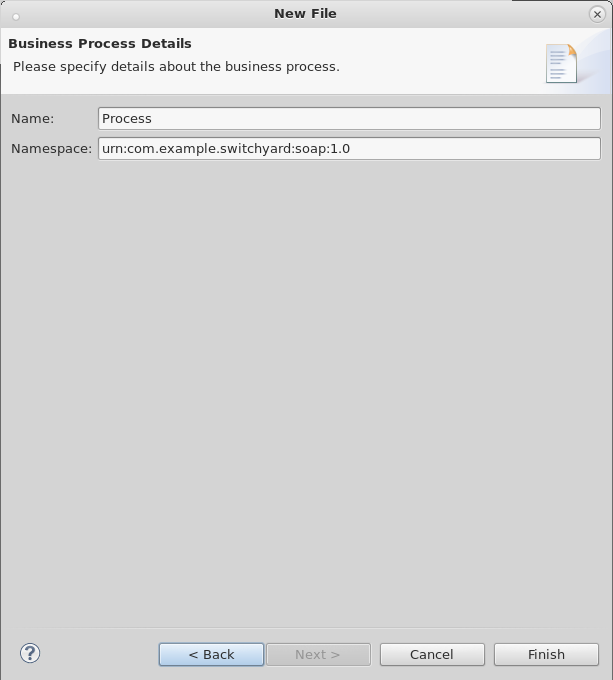 New File
Business Process Details
Please specify details about the business process.
Name: Process
Namespace: urn:com.example.switchyard:soap:1.0
? < Back Next > Cancel Finish